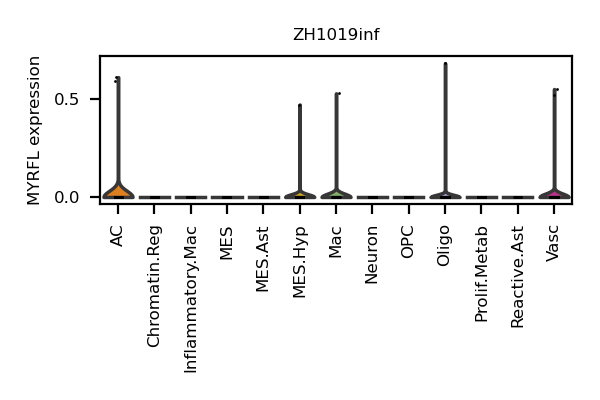 ZH1019inf
MYRFL expression
0.5
0.0
AC
Chromatin.Reg
Inflammatory.Mac
MES
MES.Ast
MES.Hyp
Mac
Neuron
OPC
Oligo
Prolif.Metab
Reactive.Ast
Vasc